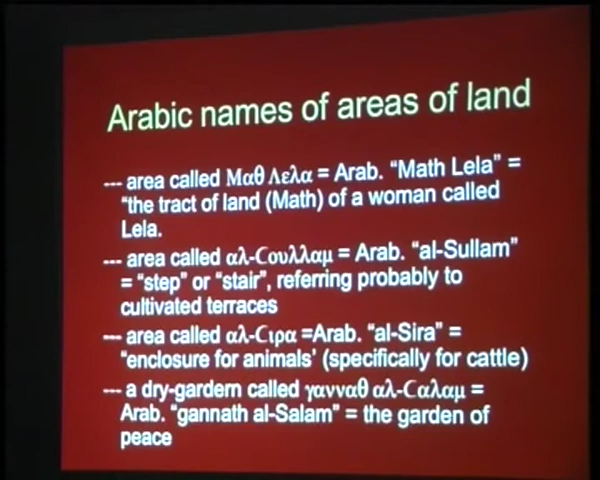 Arabic names of areas of land
--- area called Μαθ Λελα = Arab. “Math Lela” =
“the tract of land (Math) of a woman called
Lela.
--- area called αλ-Ϲουλλαμ = Arab. “al-Sullam”
= “step” or “stair”, referring probably to
cultivated terraces
--- area called αλ-Ϲιρα =Arab. “al-Sira” =
“enclosure for animals’ (specifically for cattle)
--- a dry-gardem called γανναθ αλ-Ϲαλαμ =
Arab. “gannath al-Salam” = the garden of
peace